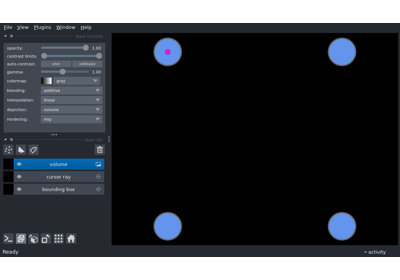 File View Plugins Window Help
opacity: 1.00
contrast limits:
auto-contrast: once continuous
gamma: 1.00
colormap: gray
blending: additive
interpolation: linear
depiction: volume
rendering: mip
volume
cursor ray
bounding box
Ready
activity